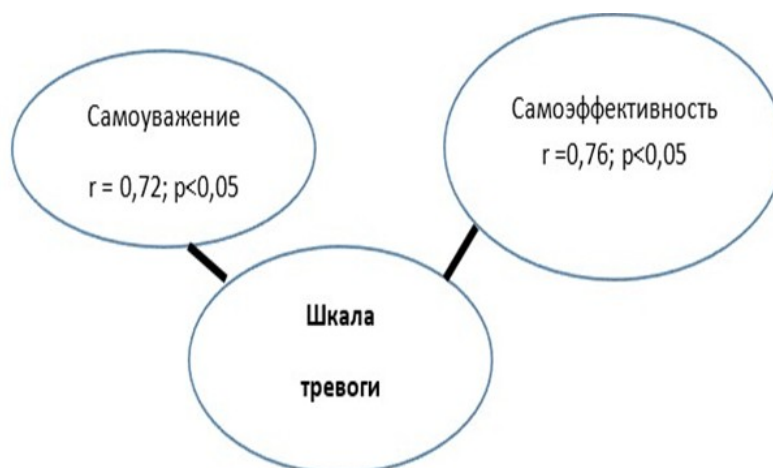 Самоуважение
r = 0,72; p<0,05
Самоэффективность
r =0,76; p<0,05
Шкала
тревоги